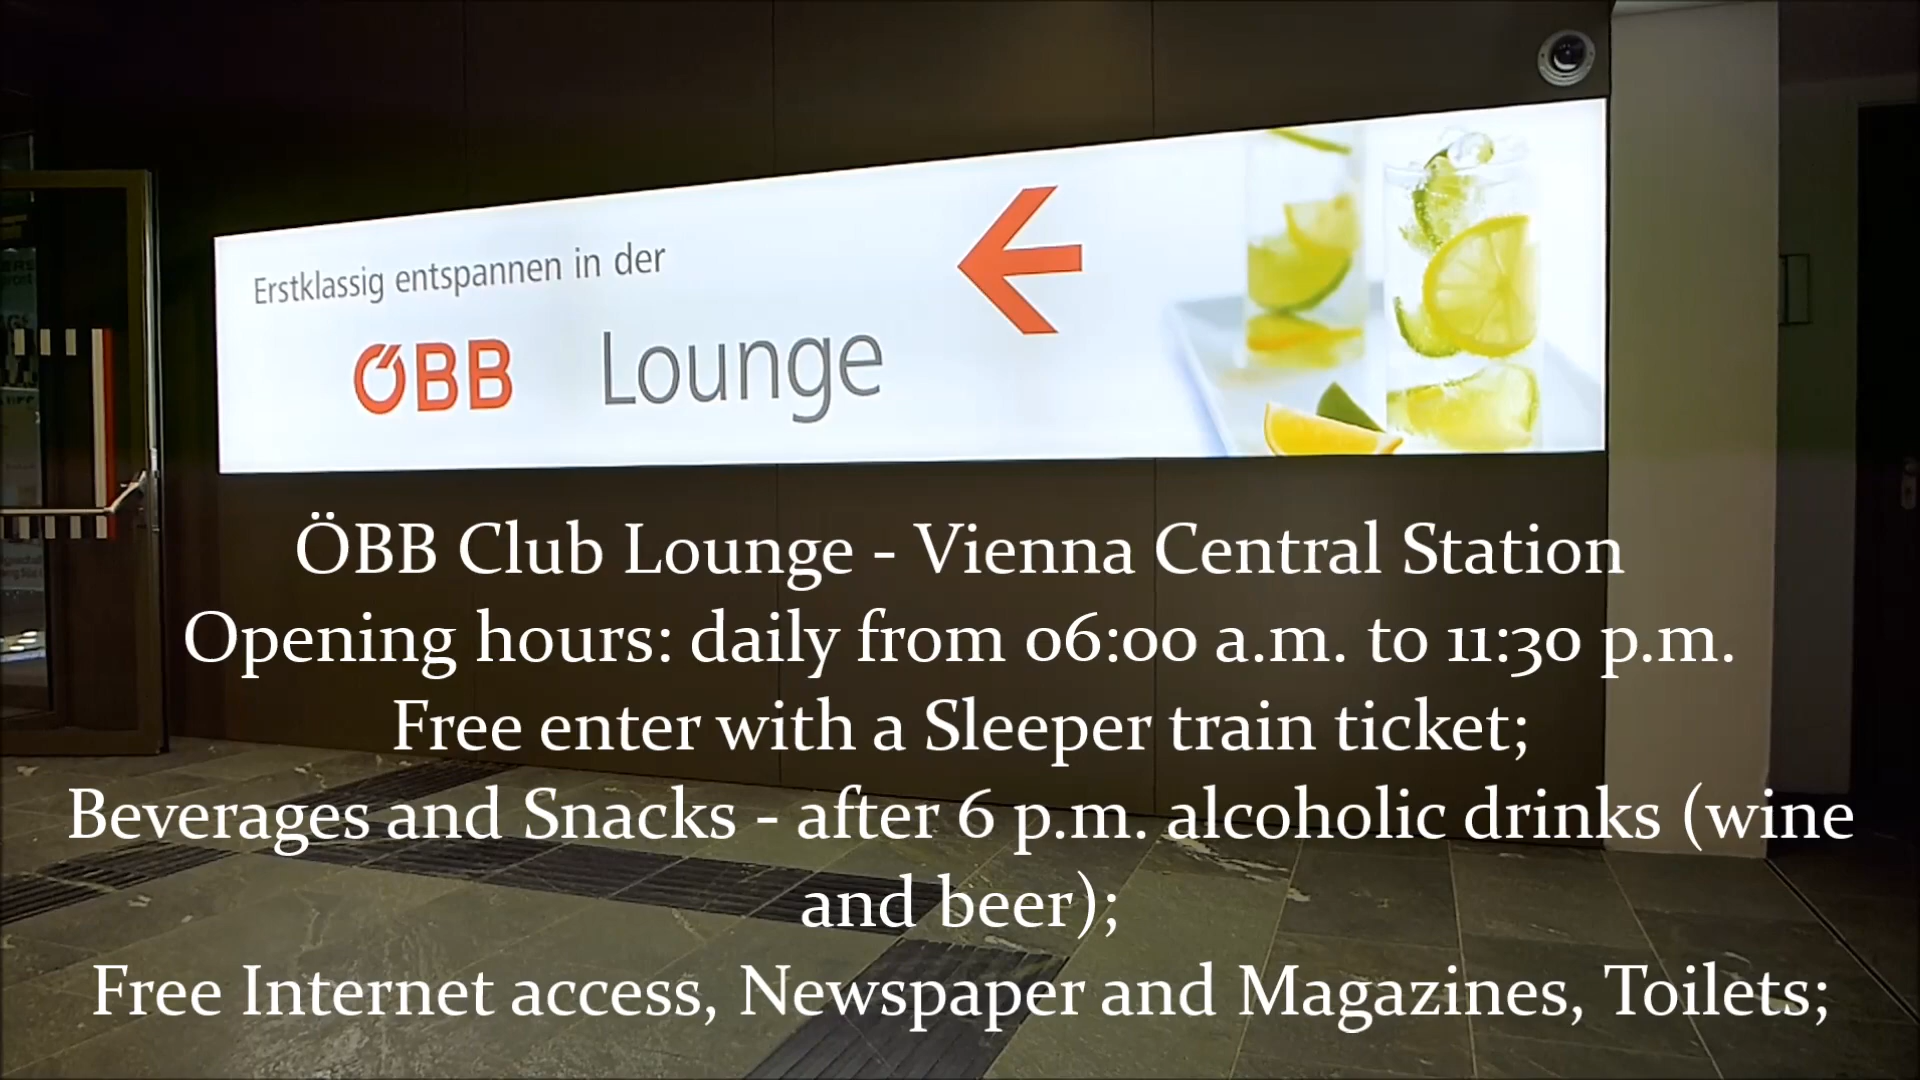 Erstklassig entspannen in der
ÖBB Lounge
ÖBB Club Lounge - Vienna Central Station
Opening hours: daily from 06:00 a.m. to 11:30 p.m.
Free enter with a Sleeper train ticket;
Beverages and Snacks - after 6 p.m. alcoholic drinks (wine
and beer);
Free Internet access, Newspaper and Magazines, Toilets;